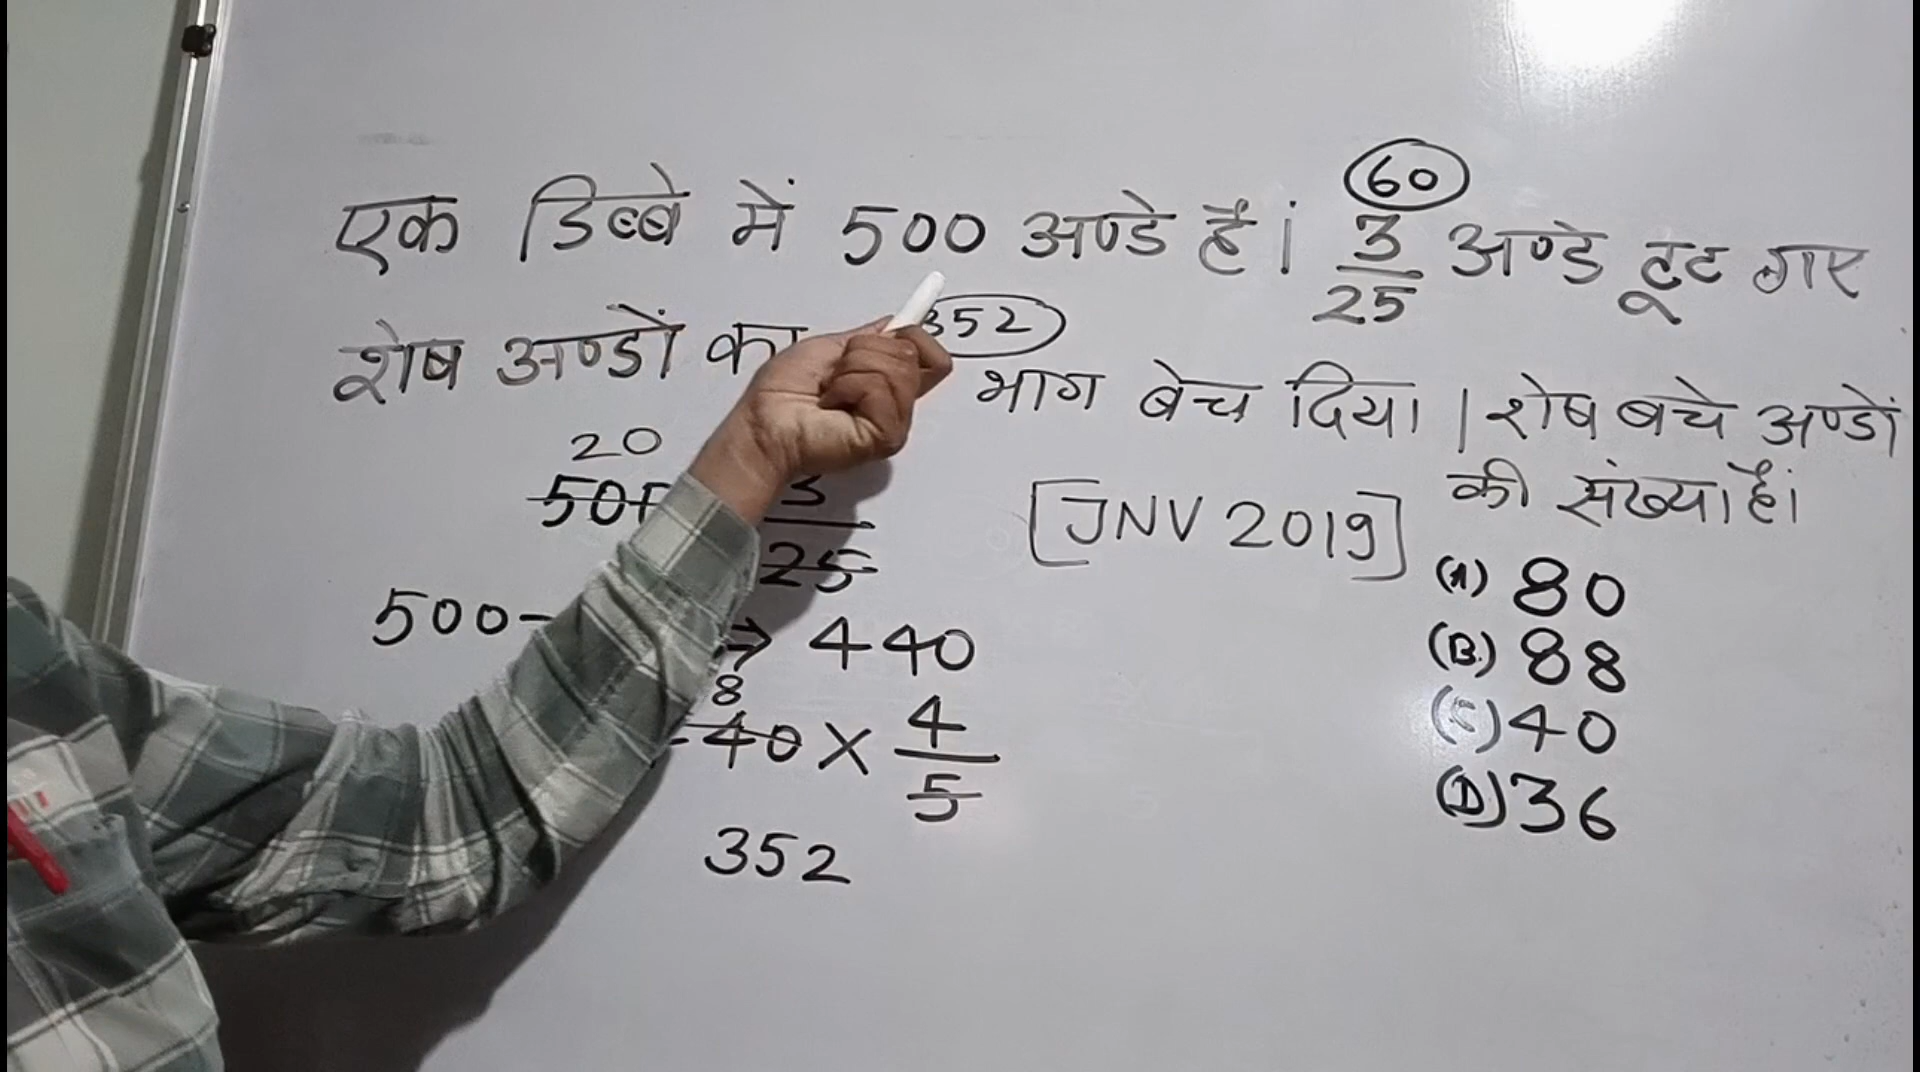 60
एक डिब्बे में 500 अण्डे है। 3/25 अण्डे टूट गए
352
शेष अण्डों का भाग बेच दिया। शेष बचे अण्डों
की संख्या है।
[JNV 2019]
20
3
25
500-
→ 440
8
40 × 4/5
352
(A) 80
(B) 88
(C) 40
(D) 36